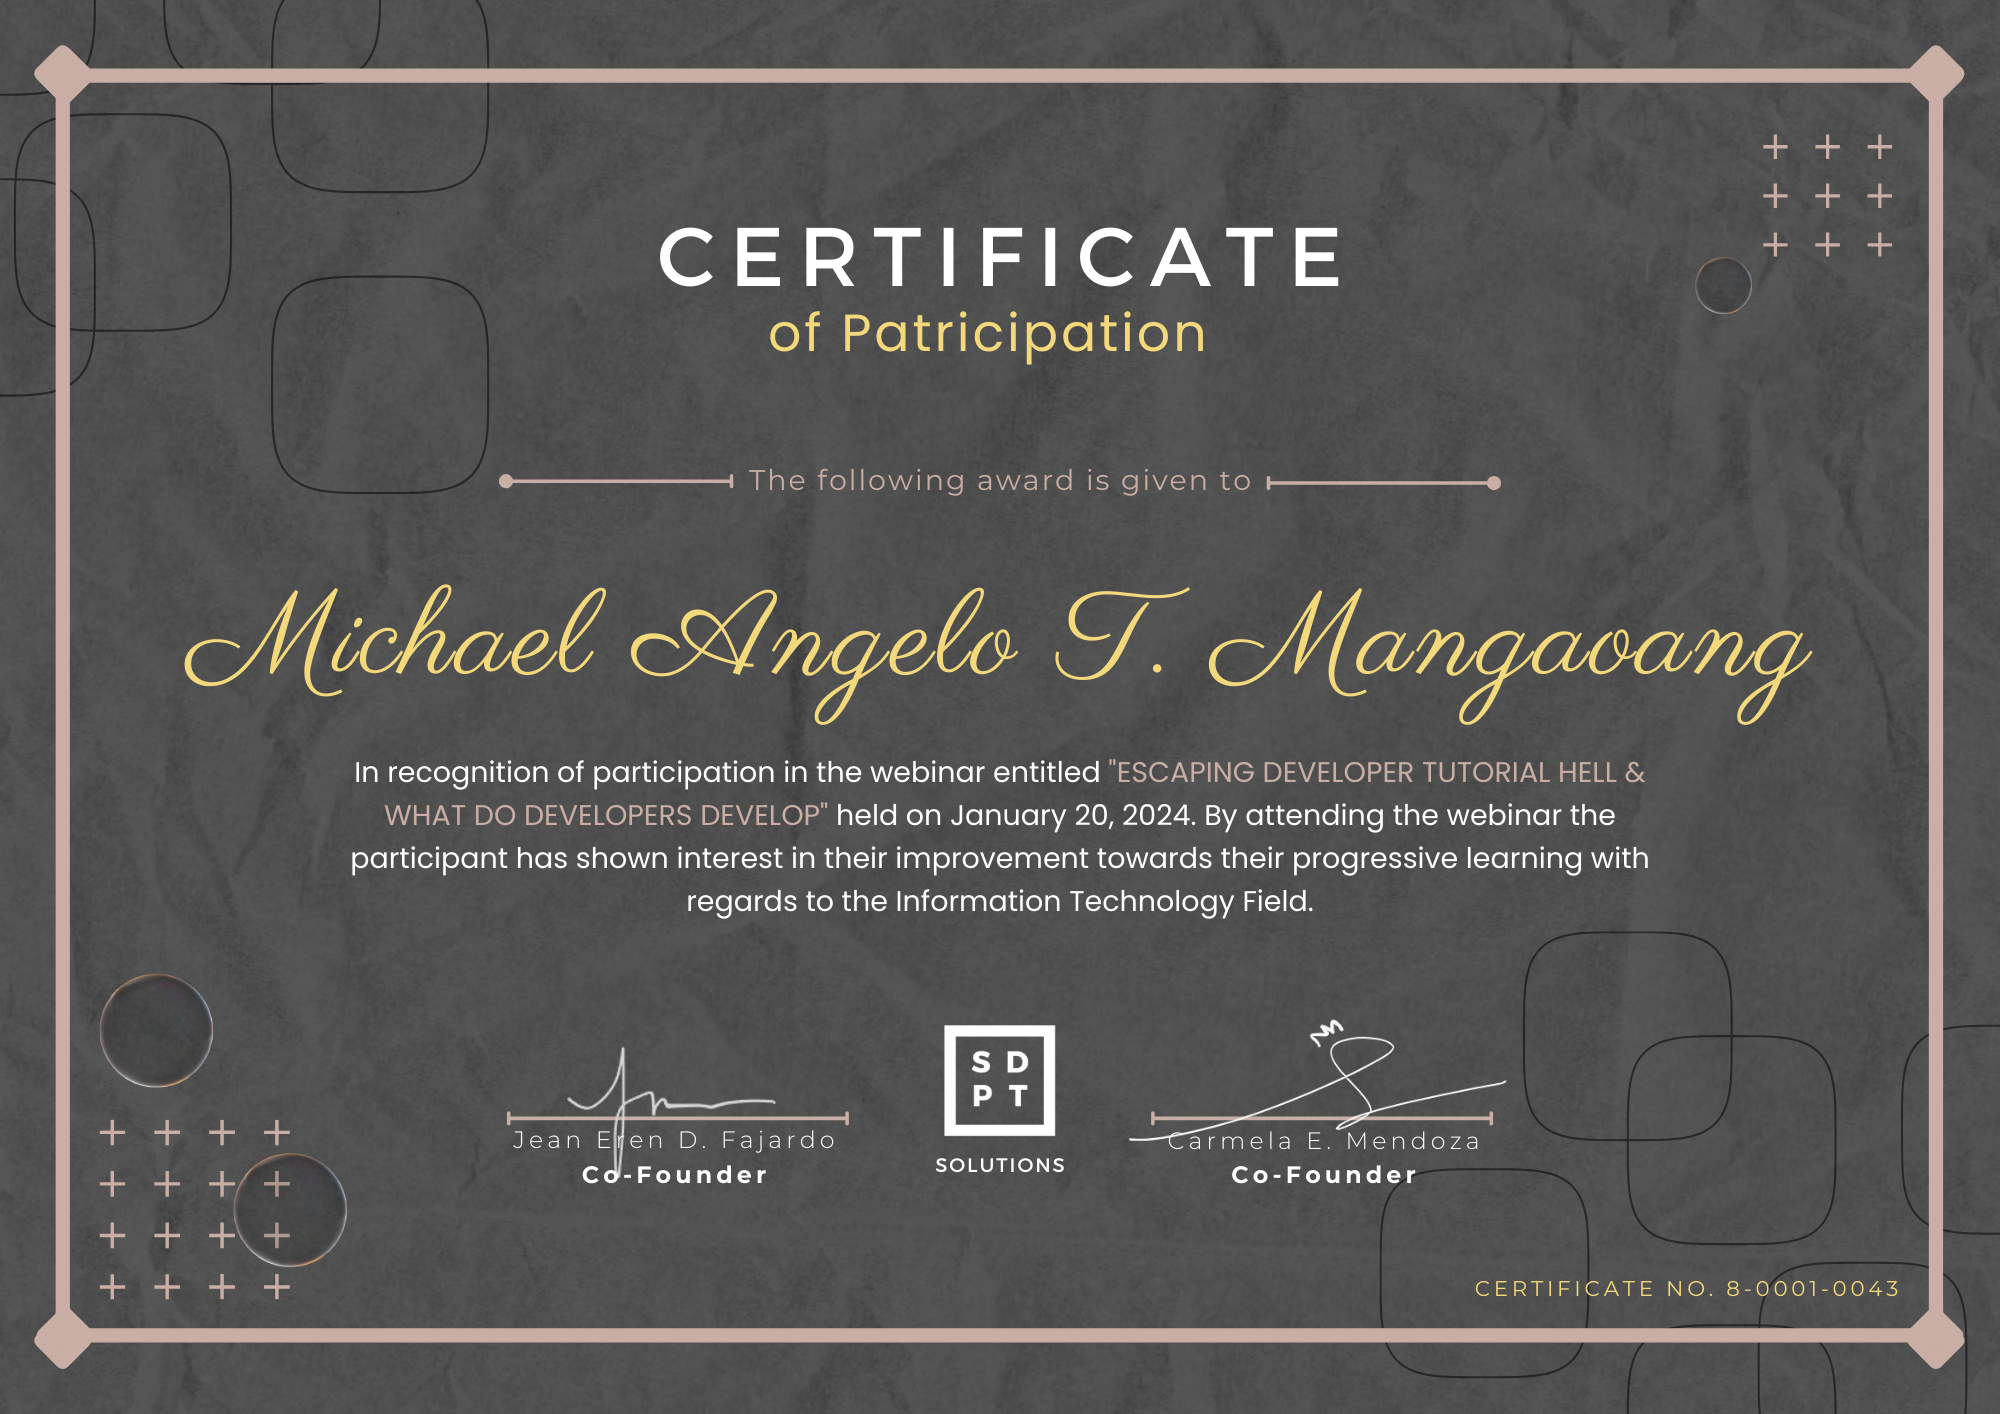 CERTIFICATE
of Patricipation
The following award is given to
Michael Angelo T. Mangaoang
In recognition of participation in the webinar entitled "ESCAPING DEVELOPER TUTORIAL HELL &
WHAT DO DEVELOPERS DEVELOP" held on January 20, 2024. By attending the webinar the
participant has shown interest in their improvement towards their progressive learning with
regards to the Information Technology Field.
Jean Eren D. Fajardo
Co-Founder
S D
P T
SOLUTIONS
Carmela E. Mendoza
Co-Founder
CERTIFICATE NO. 8-0001-0043